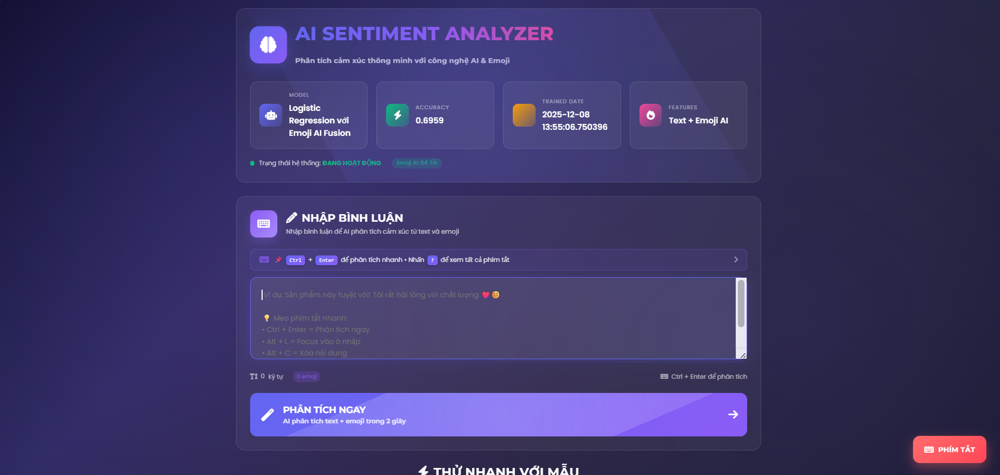 AI SENTIMENT ANALYZER
Phân tích cảm xúc thông minh với công nghệ AI & Emoji
MODEL
Logistic
Regression với
Emoji AI Fusion
ACCURACY
0.6959
TRAINED DATE
2025-12-08
13:55:06.750396
FEATURES
Text + Emoji AI
Trạng thái hệ thống: ĐANG HOẠT ĐỘNG
Emoji AI: ĐÃ TẢI
NHẬP BÌNH LUẬN
Nhập bình luận để AI phân tích cảm xúc từ text và emoji
📌 Ctrl + Enter để phân tích nhanh • Nhấn ? để xem tất cả phím tắt
Ví dụ: Sản phẩm này tuyệt vời! Tôi rất hài lòng với chất lượng ❤️😊
💡 Mẹo phím tắt nhanh:
• Ctrl + Enter = Phân tích ngay
• Alt + L = Focus vào ô nhập
• Alt + C = Xóa nội dung
0 ký tự
0 emoji
Ctrl + Enter để phân tích
PHÂN TÍCH NGAY
AI phân tích text + emoji trong 2 giây
PHÍM TẮT
THỬ NHANH VỚI MẪU